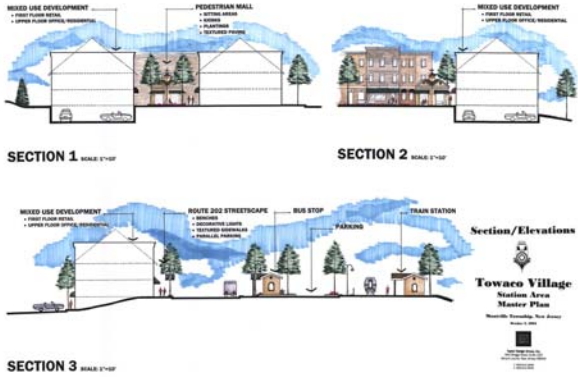 MIXED USE DEVELOPMENT
• FIRST FLOOR RETAIL
• UPPER FLOOR OFFICE/RESIDENTIAL
PEDESTRIAN MALL
• SITTING AREAS
• KIOSKS
• PLANTINGS
• TEXTURED PAVING
SECTION 1 SCALE: 1"=10'
MIXED USE DEVELOPMENT
• FIRST FLOOR RETAIL
• UPPER FLOOR OFFICE/RESIDENTIAL
SECTION 2 SCALE: 1"=10'
MIXED USE DEVELOPMENT
• FIRST FLOOR RETAIL
• UPPER FLOOR OFFICE/RESIDENTIAL
ROUTE 202 STREETSCAPE
• BENCHES
• DECORATIVE LIGHTS
• TEXTURED SIDEWALKS
• PARALLEL PARKING
BUS STOP
PARKING
TRAIN STATION
SECTION 3 SCALE: 1"=10'
Section/Elevations
Towaco Village
Station Area
Master Plan
Montville Township, New Jersey